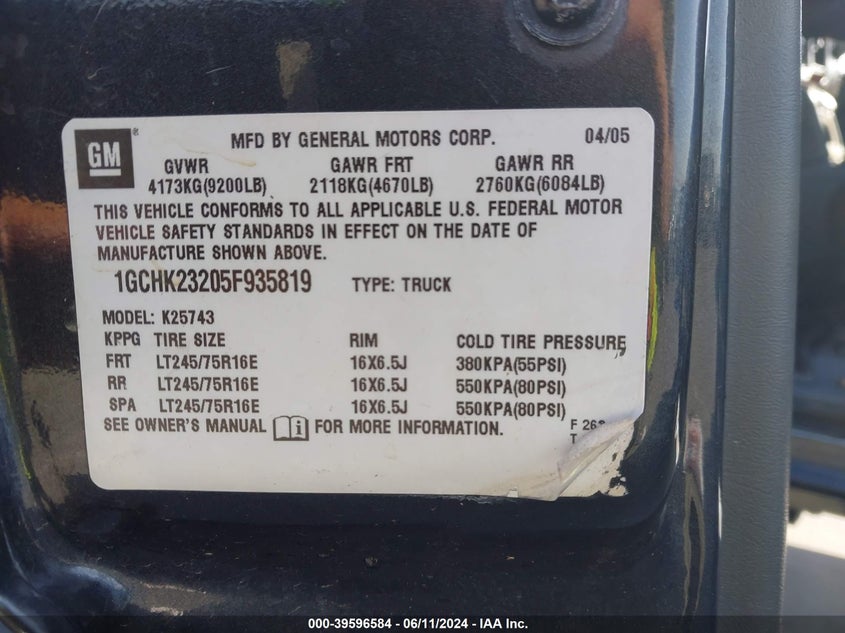 GM ®
MFD BY GENERAL MOTORS CORP. 04/05
GVWR GAWR FRT GAWR RR
4173KG(9200LB) 2118KG(4670LB) 2760KG(6084LB)
THIS VEHICLE CONFORMS TO ALL APPLICABLE U.S. FEDERAL MOTOR
VEHICLE SAFETY STANDARDS IN EFFECT ON THE DATE OF
MANUFACTURE SHOWN ABOVE.
1GCHK23205F935819 TYPE: TRUCK
MODEL: K25743
KPPG TIRE SIZE RIM COLD TIRE PRESSURE
FRT LT245/75R16E 16X6.5J 380KPA(55PSI)
RR LT245/75R16E 16X6.5J 550KPA(80PSI)
SPA LT245/75R16E 16X6.5J 550KPA(80PSI)
SEE OWNER'S MANUAL i FOR MORE INFORMATION.
F 26
T
000-39596584 - 06/11/2024 - IAA Inc.